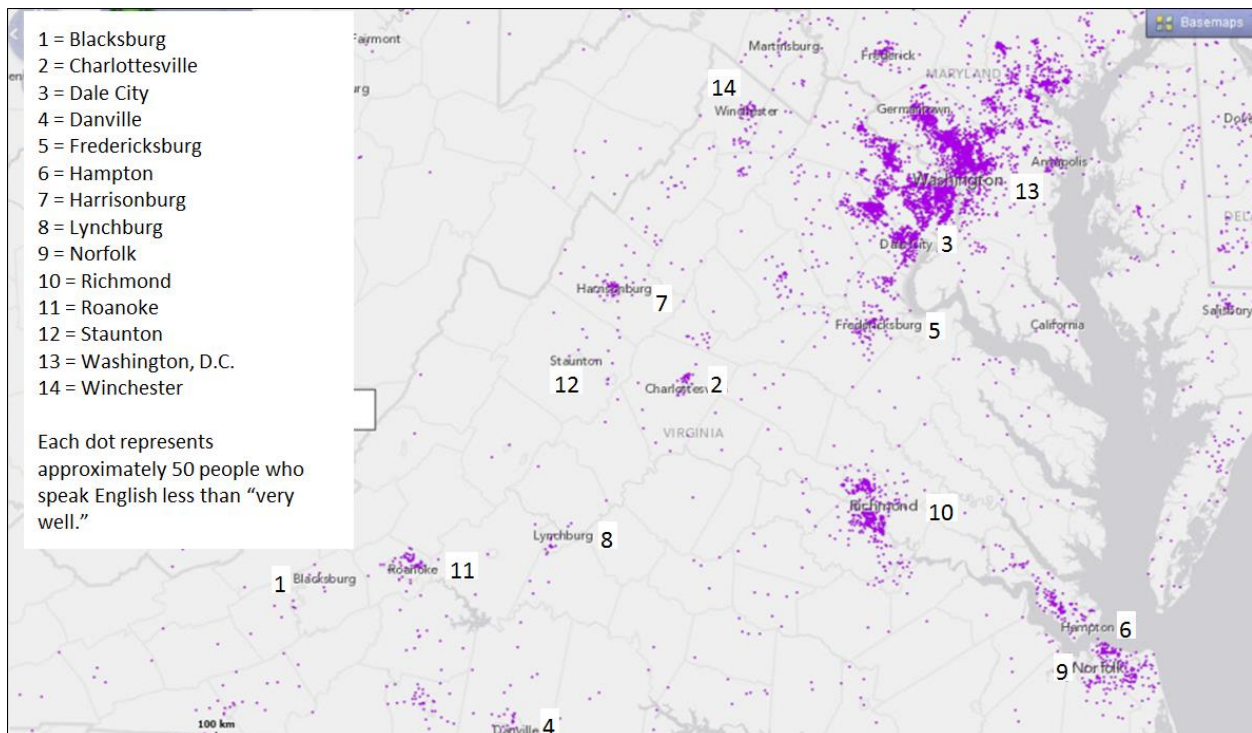 1 = Blacksburg
2 = Charlottesville
3 = Dale City
4 = Danville
5 = Fredericksburg
6 = Hampton
7 = Harrisonburg
8 = Lynchburg
9 = Norfolk
10 = Richmond
11 = Roanoke
12 = Staunton
13 = Washington, D.C.
14 = Winchester
Each dot represents
approximately 50 people who
speak English less than “very
well.”
Basemaps
Fairmont
Martinsburg
Frederick
MARYLAND
14
Winchester
Germantown
Annapolis
Washington
13
Dale City 3
Harrisonburg 7
Fredericksburg 5
California
Salisbury
Staunton
12
Charlottesv 2
VIRGINIA
Richmond 10
Lynchburg 8
1 Blacksburg
Roanoke 11
Hampton 6
9 Norfolk
100 km
Danville 4